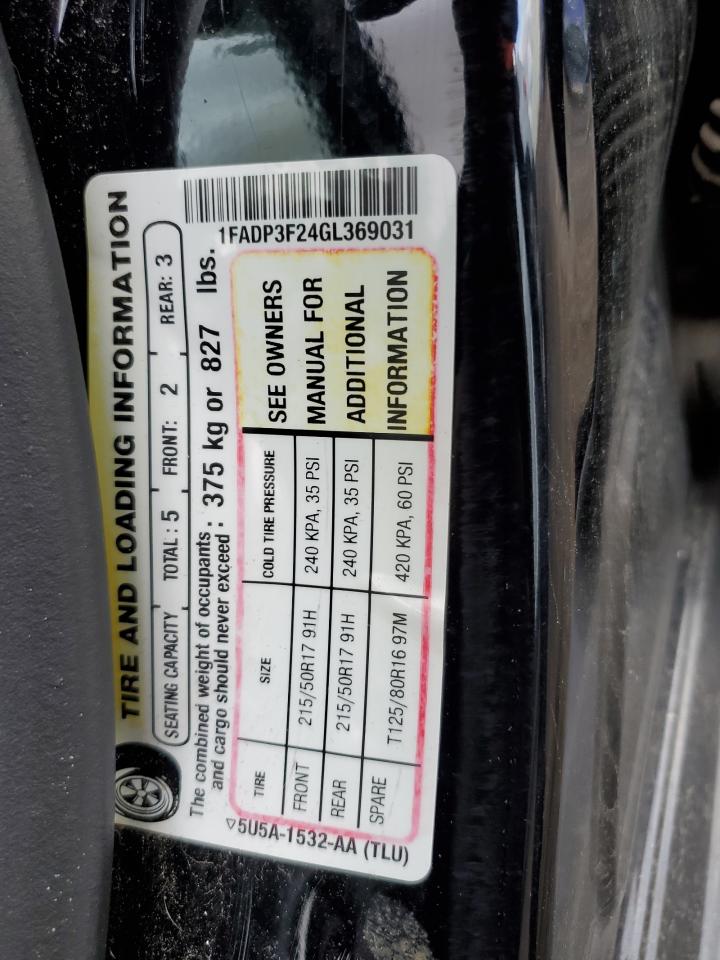 TIRE AND LOADING INFORMATION
SEATING CAPACITY TOTAL : 5 FRONT: 2 REAR: 3
The combined weight of occupants
and cargo should never exceed : 375 kg or 827 lbs.
TIRE SIZE COLD TIRE PRESSURE
FRONT 215/50R17 91H 240 KPA, 35 PSI
REAR 215/50R17 91H 240 KPA, 35 PSI
SPARE T125/80R16 97M 420 KPA, 60 PSI
SEE OWNERS
MANUAL FOR
ADDITIONAL
INFORMATION
5U5A-1532-AA (TLU)
1FADP3F24GL369031